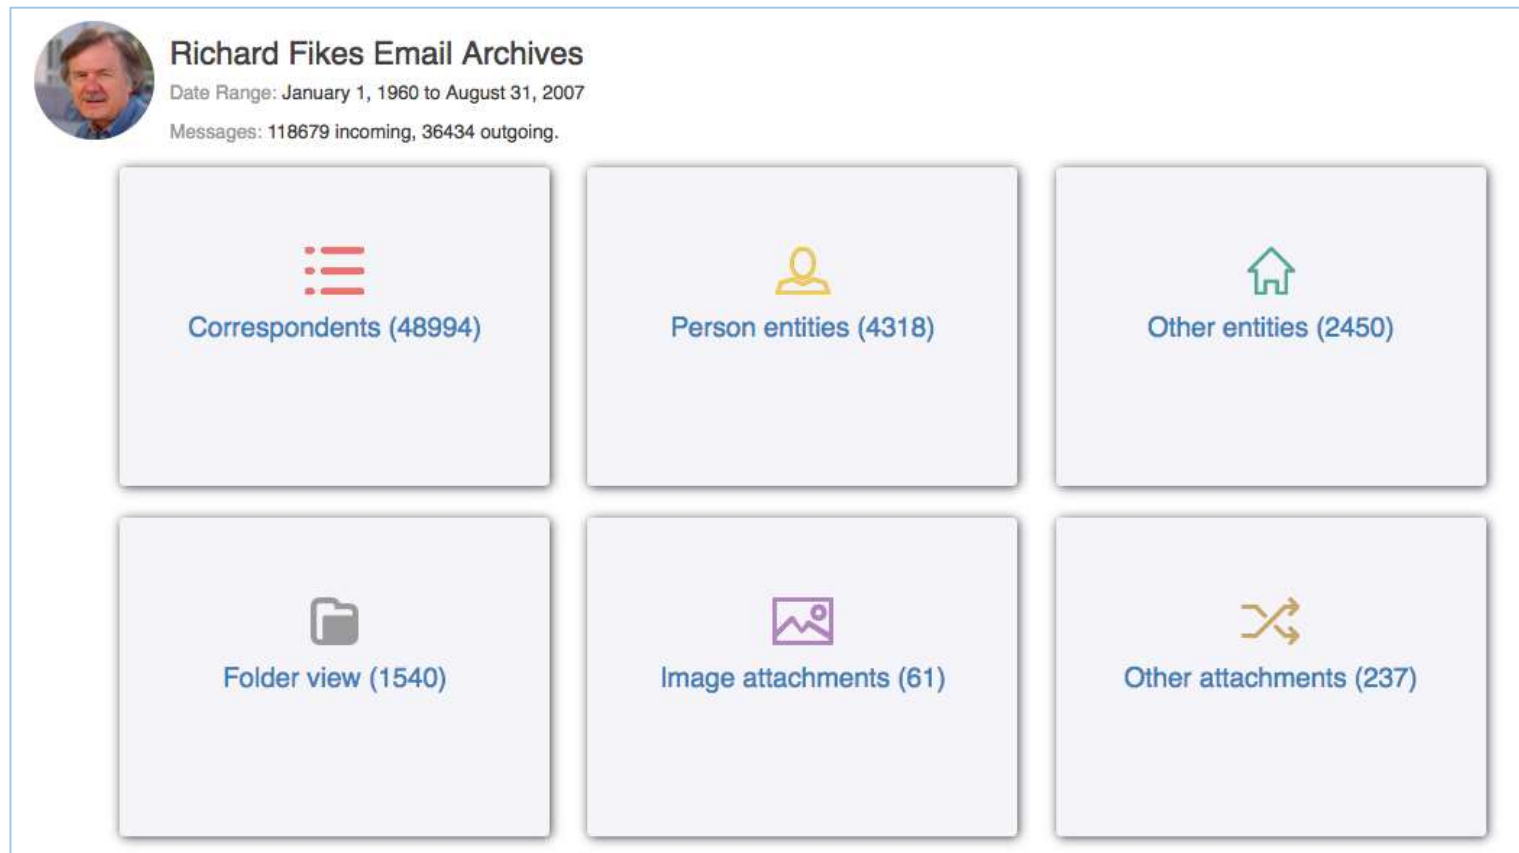 Richard Fikes Email Archives
Date Range: January 1, 1960 to August 31, 2007
Messages: 118679 incoming, 36434 outgoing.
Correspondents (48994)
Person entities (4318)
Other entities (2450)
Folder view (1540)
Image attachments (61)
Other attachments (237)